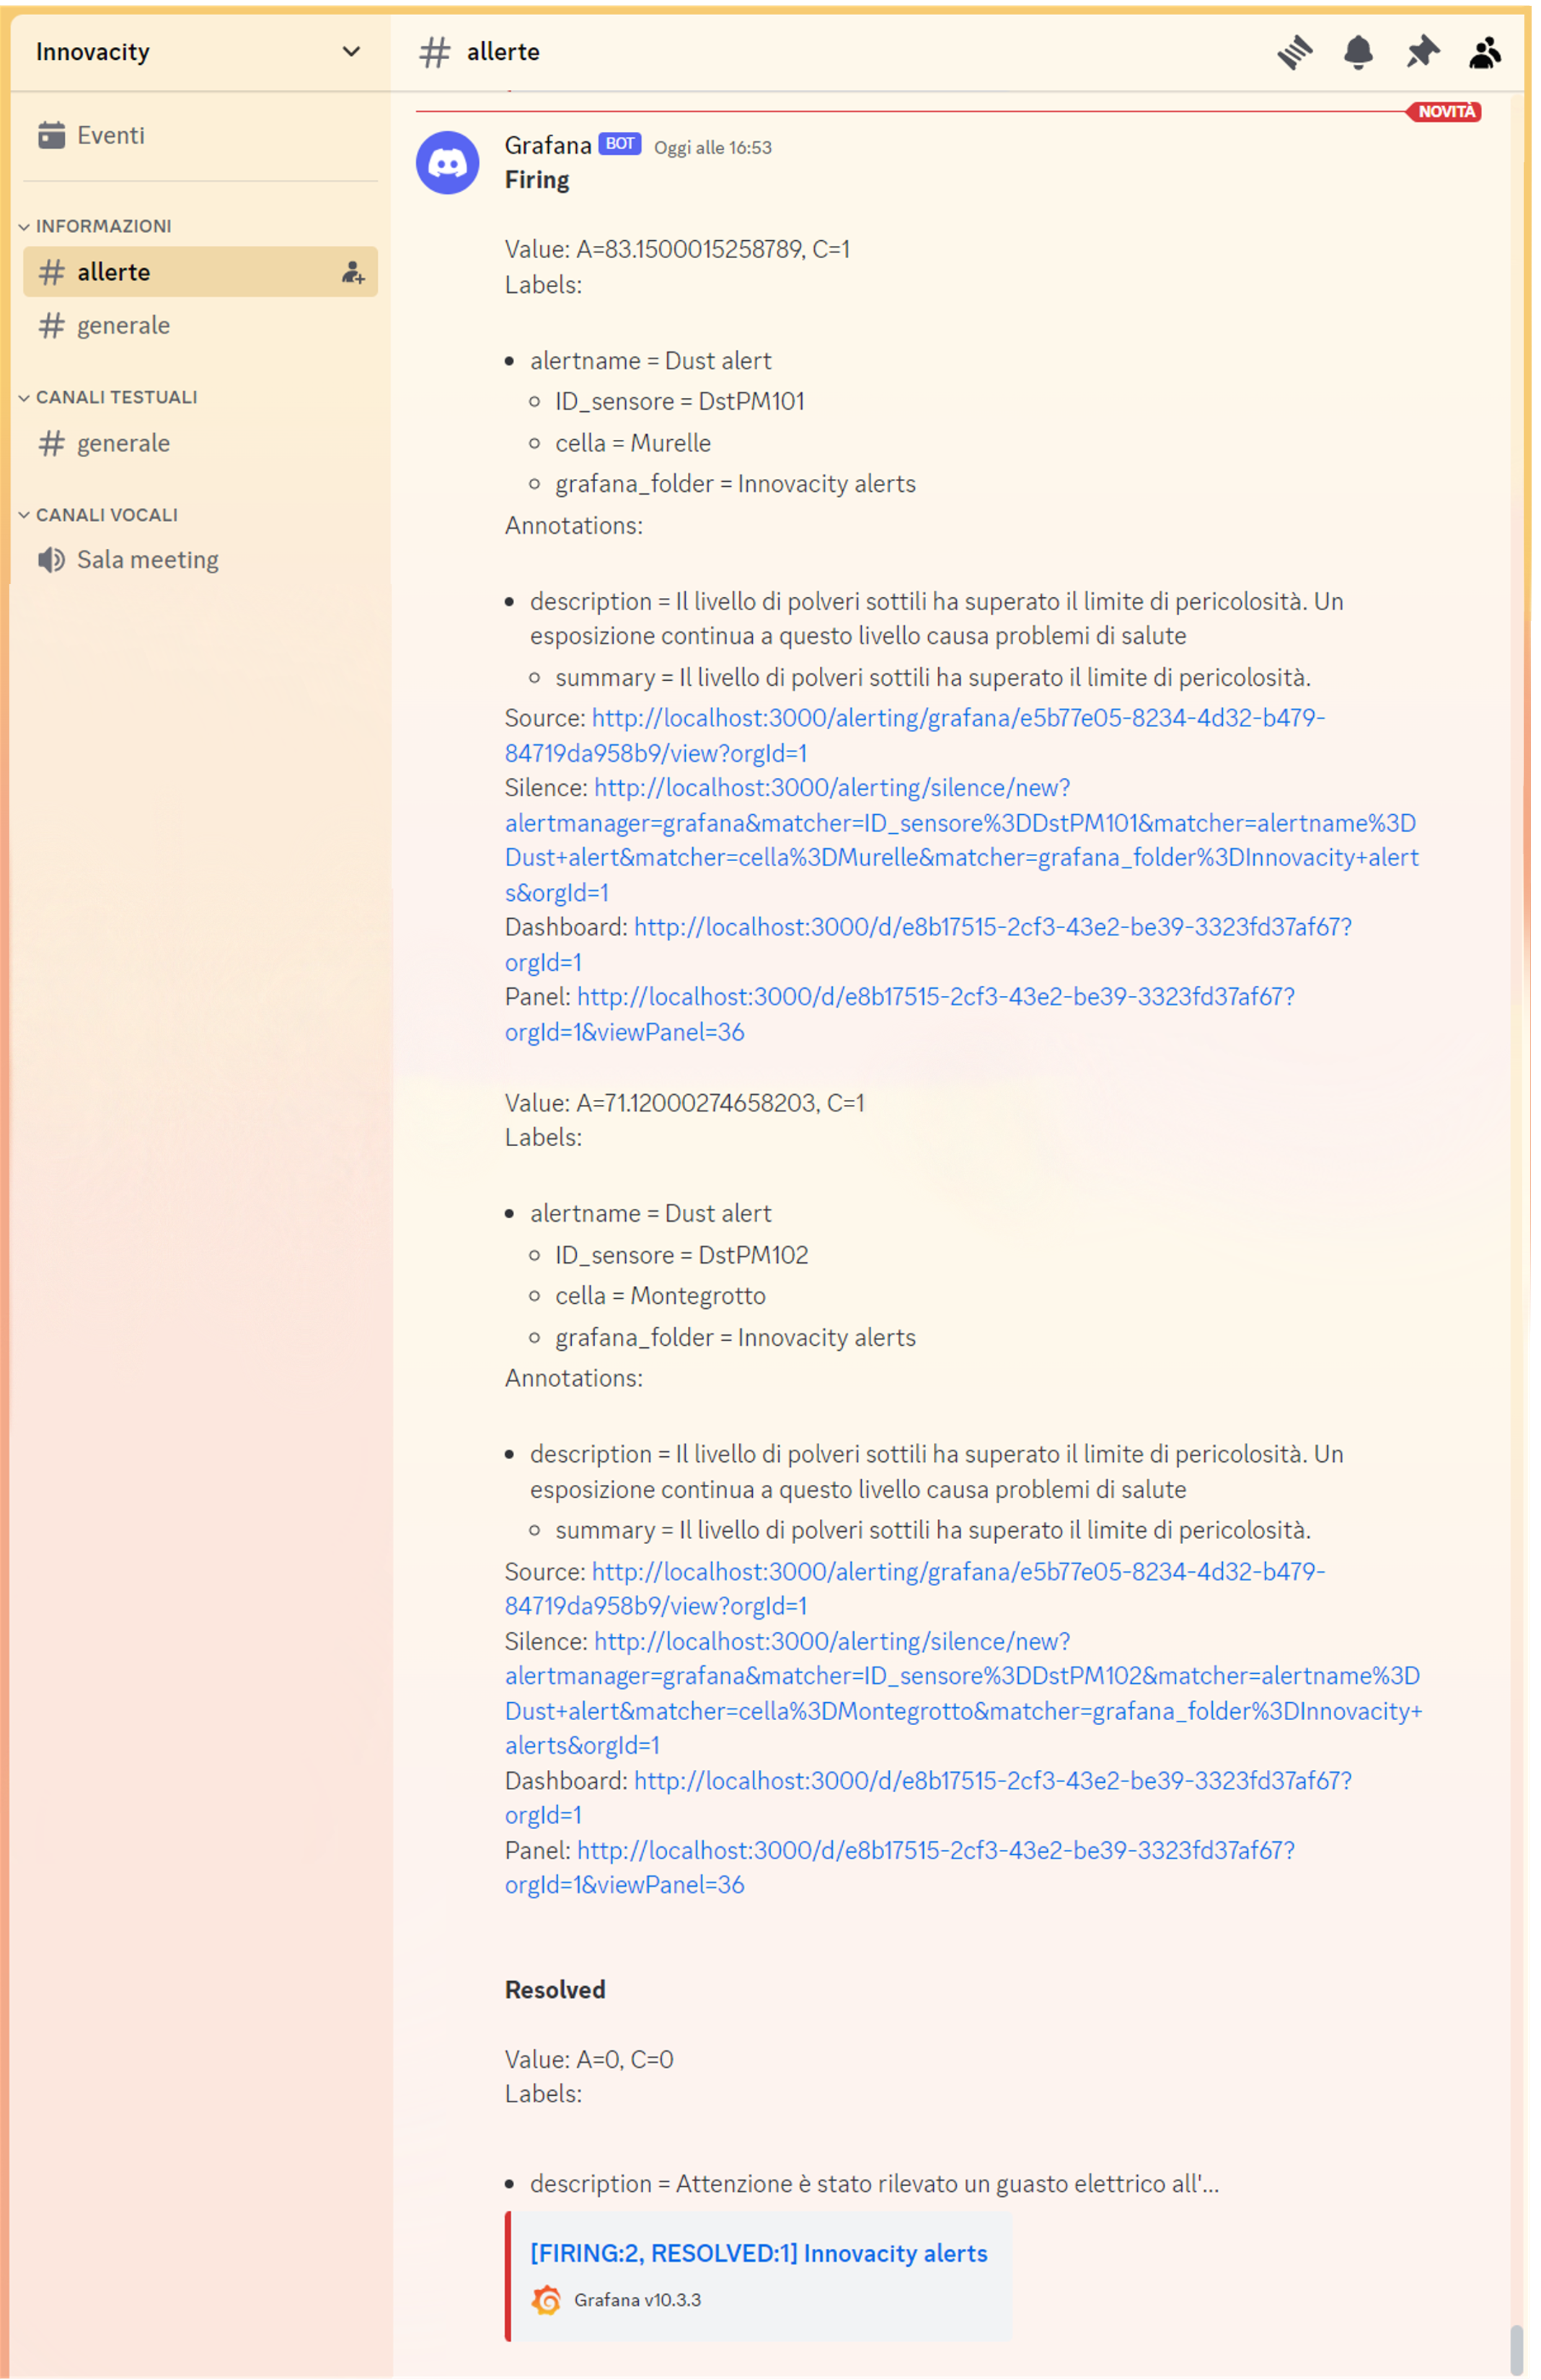 Innovacity
Eventi
INFORMAZIONI
allerte
generale
CANALI TESTUALI
generale
CANALI VOCALI
Sala meeting
# allerte
NOVITÀ
Grafana BOT Oggi alle 16:53
Firing
Value: A=83.1500015258789, C=1
Labels:
• alertname = Dust alert
◦ ID_sensore = DstPM101
◦ cella = Murelle
◦ grafana_folder = Innovacity alerts
Annotations:
• description = Il livello di polveri sottili ha superato il limite di pericolosità. Un
esposizione continua a questo livello causa problemi di salute
◦ summary = Il livello di polveri sottili ha superato il limite di pericolosità.
Source: http://localhost:3000/alerting/grafana/e5b77e05-8234-4d32-b479-
84719da958b9/view?orgId=1
Silence: http://localhost:3000/alerting/silence/new?
alertmanager=grafana&matcher=ID_sensore%3DDstPM101&matcher=alertname%3D
Dust+alert&matcher=cella%3DMurelle&matcher=grafana_folder%3DInnovacity+alert
s&orgId=1
Dashboard: http://localhost:3000/d/e8b17515-2cf3-43e2-be39-3323fd37af67?
orgId=1
Panel: http://localhost:3000/d/e8b17515-2cf3-43e2-be39-3323fd37af67?
orgId=1&viewPanel=36
Value: A=71.12000274658203, C=1
Labels:
• alertname = Dust alert
◦ ID_sensore = DstPM102
◦ cella = Montegrotto
◦ grafana_folder = Innovacity alerts
Annotations:
• description = Il livello di polveri sottili ha superato il limite di pericolosità. Un
esposizione continua a questo livello causa problemi di salute
◦ summary = Il livello di polveri sottili ha superato il limite di pericolosità.
Source: http://localhost:3000/alerting/grafana/e5b77e05-8234-4d32-b479-
84719da958b9/view?orgId=1
Silence: http://localhost:3000/alerting/silence/new?
alertmanager=grafana&matcher=ID_sensore%3DDstPM102&matcher=alertname%3D
Dust+alert&matcher=cella%3DMontegrotto&matcher=grafana_folder%3DInnovacity+
alerts&orgId=1
Dashboard: http://localhost:3000/d/e8b17515-2cf3-43e2-be39-3323fd37af67?
orgId=1
Panel: http://localhost:3000/d/e8b17515-2cf3-43e2-be39-3323fd37af67?
orgId=1&viewPanel=36
Resolved
Value: A=0, C=0
Labels:
• description = Attenzione è stato rilevato un guasto elettrico all'...
[FIRING:2, RESOLVED:1] Innovacity alerts
Grafana v10.3.3